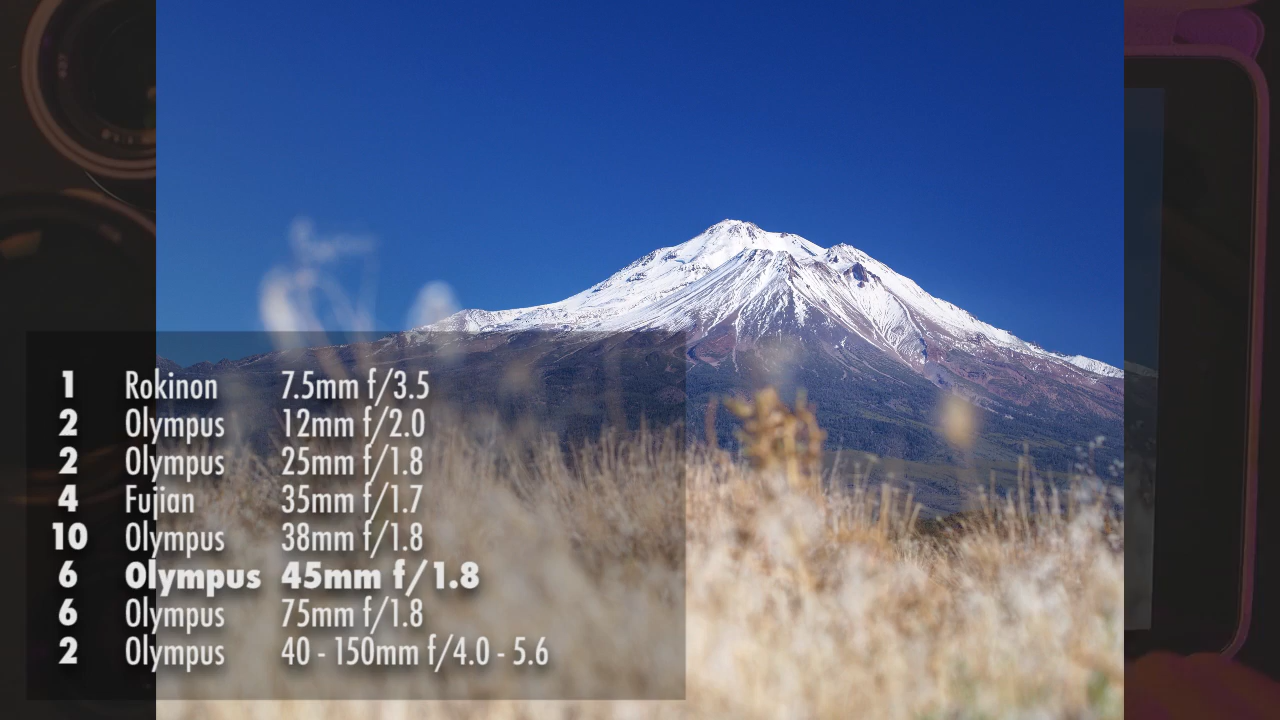 1 Rokinon 7.5mm f/3.5
2 Olympus 12mm f/2.0
2 Olympus 25mm f/1.8
4 Fujian 35mm f/1.7
10 Olympus 38mm f/1.8
6 Olympus 45mm f/1.8
6 Olympus 75mm f/1.8
2 Olympus 40 - 150mm f/4.0 - 5.6